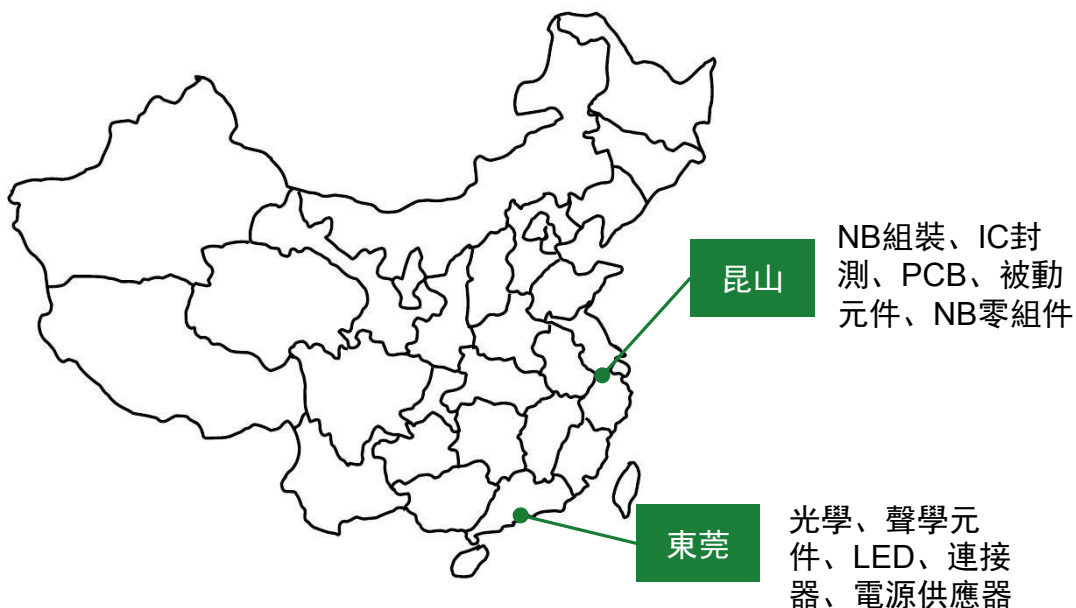 昆山
NB組裝、IC封
測、PCB、被動
元件、NB零組件
東莞
光學、聲學元
件、LED、連接
器、電源供應器